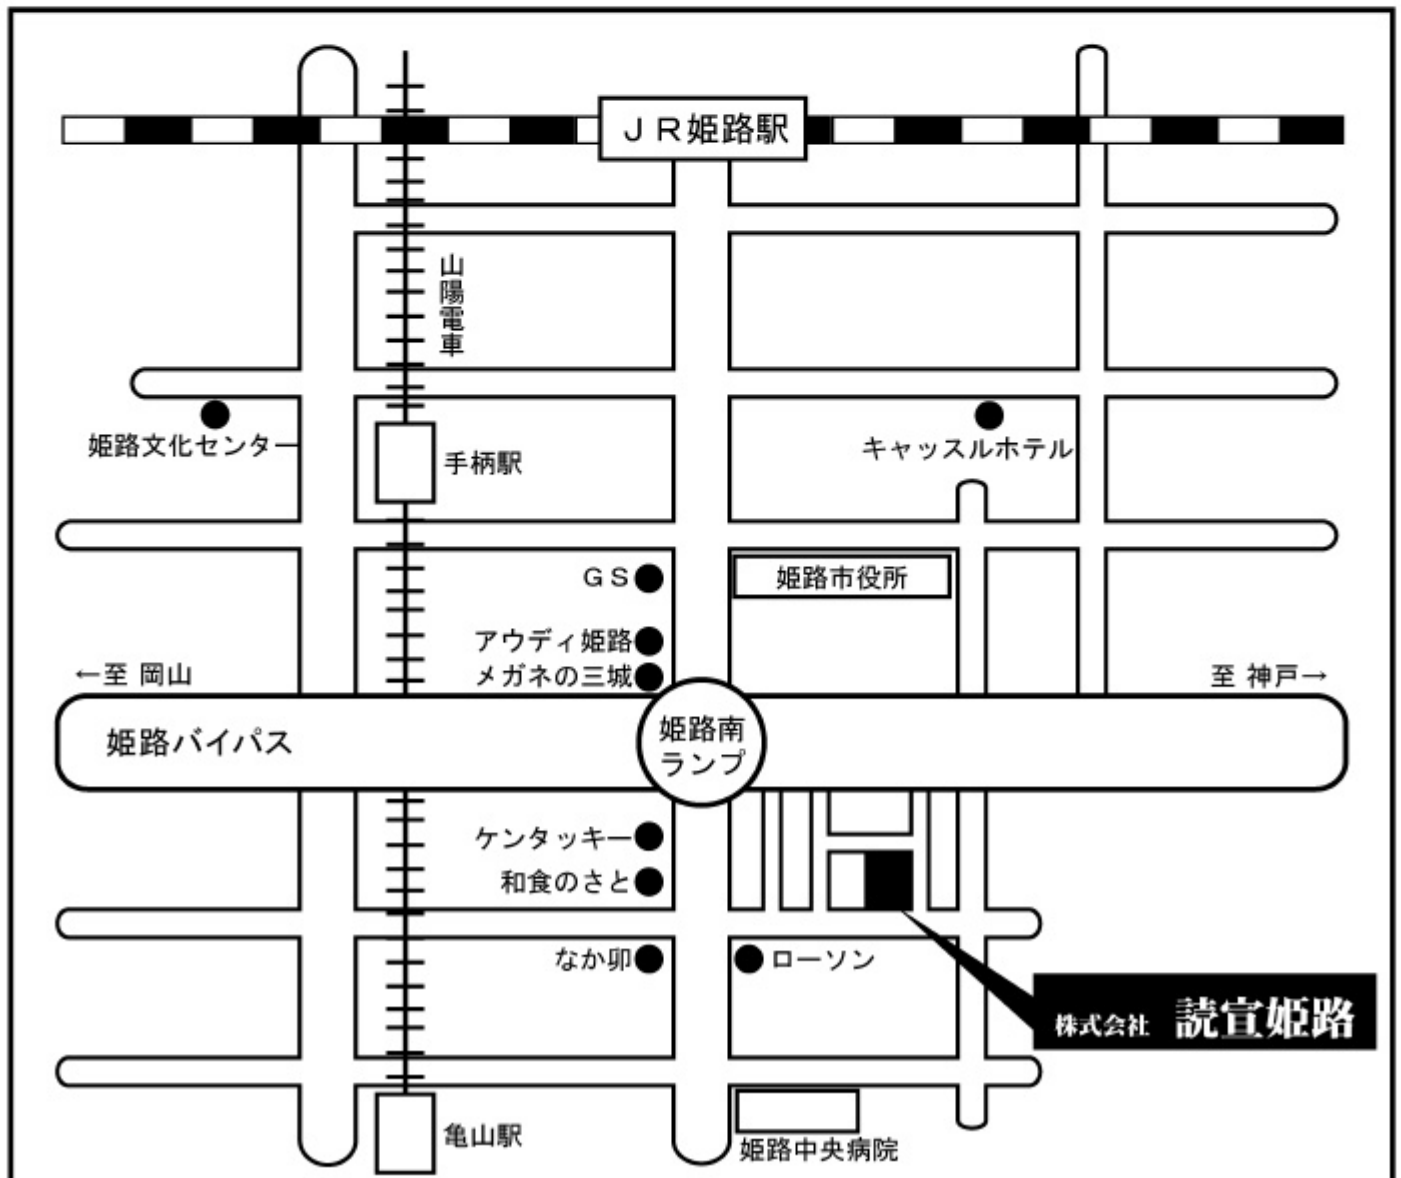 ＪＲ姫路駅
山陽電車
姫路文化センター
手柄駅
キャッスルホテル
ＧＳ
姫路市役所
アウディ姫路
メガネの三城
←至 岡山
至 神戸→
姫路バイパス
姫路南
ランプ
ケンタッキー
和食のさと
なか卯
ローソン
株式会社 読宣姫路
亀山駅
姫路中央病院